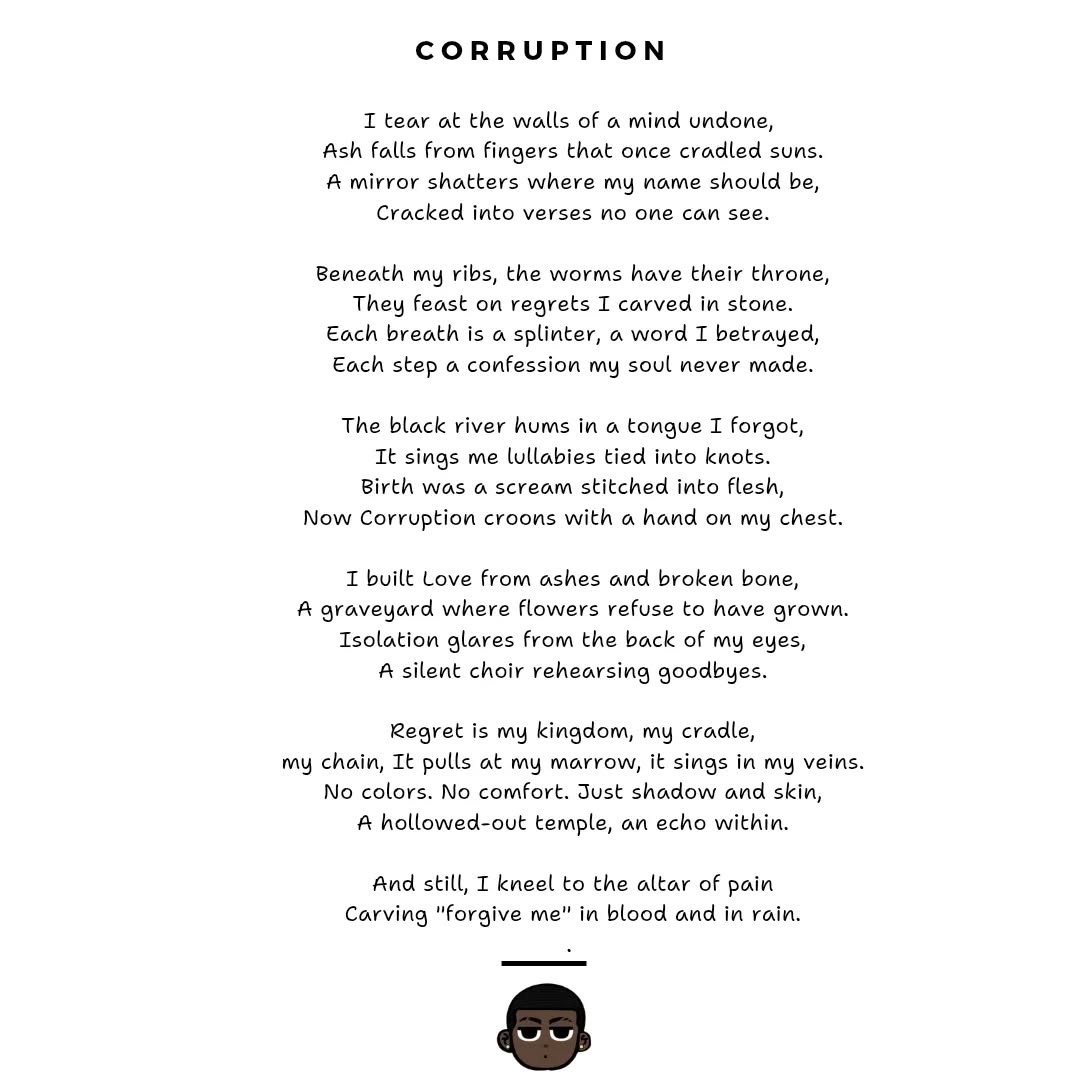 CORRUPTION
I tear at the walls of a mind undone,
Ash falls from fingers that once cradled suns.
A mirror shatters where my name should be,
Cracked into verses no one can see.
Beneath my ribs, the worms have their throne,
They feast on regrets I carved in stone.
Each breath is a splinter, a word I betrayed,
Each step a confession my soul never made.
The black river hums in a tongue I forgot,
It sings me lullabies tied into knots.
Birth was a scream stitched into flesh,
Now Corruption croons with a hand on my chest.
I built Love from ashes and broken bone,
A graveyard where flowers refuse to have grown.
Isolation glares from the back of my eyes,
A silent choir rehearsing goodbyes.
Regret is my kingdom, my cradle,
my chain, It pulls at my marrow, it sings in my veins.
No colors. No comfort. Just shadow and skin,
A hollowed-out temple, an echo within.
And still, I kneel to the altar of pain
Carving "forgive me" in blood and in rain.
.